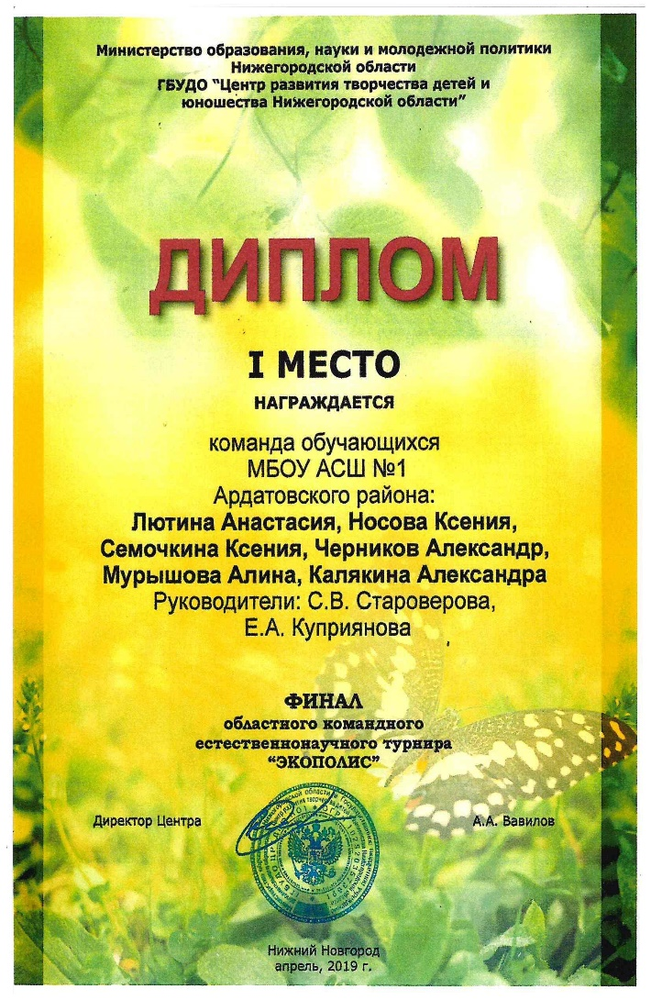 Министерство образования, науки и молодежной политики
Нижегородской области
ГБУДО "Центр развития творчества детей и
юношества Нижегородской области"
ДИПЛОМ
I МЕСТО
НАГРАЖДАЕТСЯ
команда обучающихся
МБОУ АСШ №1
Ардатовского района:
Лютина Анастасия, Носова Ксения,
Семочкина Ксения, Черников Александр,
Мурышова Алина, Калякина Александра
Руководители: С.В. Староверова,
Е.А. Куприянова
ФИНАЛ
областного командного
естественнонаучного турнира
"ЭКОПОЛИС"
Директор Центра
А.А. Вавилов
Нижний Новгород
апрель, 2019 г.